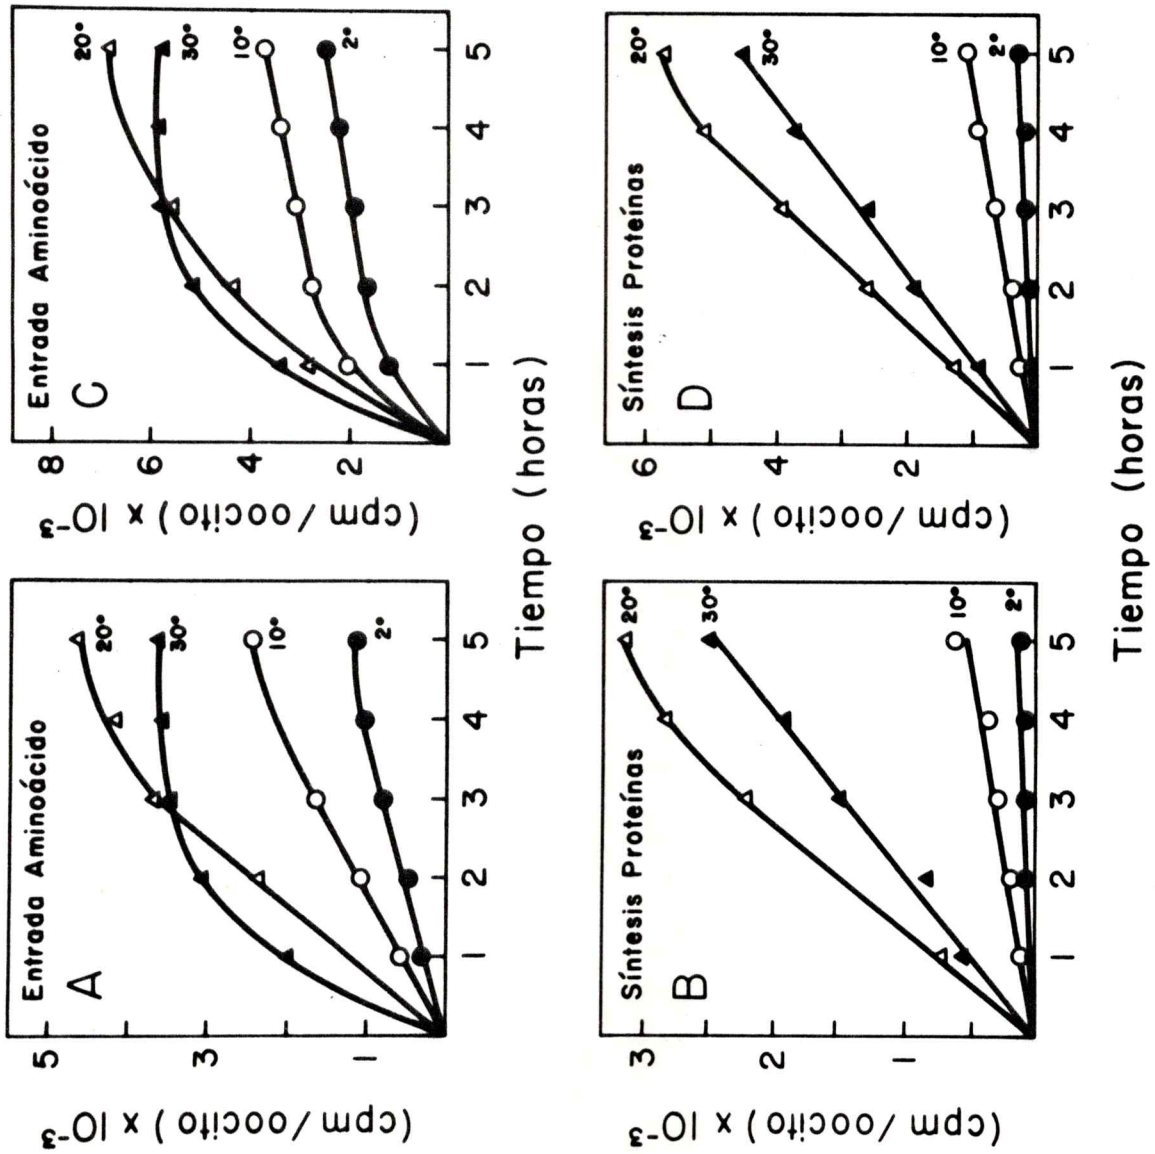 A
Entrada Aminoácido
(cpm / oocito) x 10⁻³
5
3
1
20°
30°
10°
2°
1 2 3 4 5
C
Entrada Aminoácido
(cpm / oocito) x 10⁻³
8
6
4
2
20°
30°
10°
2°
1 2 3 4 5
Tiempo (horas)
B
Síntesis Proteínas
(cpm / oocito) x 10⁻³
3
2
1
20°
30°
10°
2°
1 2 3 4 5
D
Síntesis Proteínas
(cpm / oocito) x 10⁻³
6
4
2
20°
30°
10°
2°
1 2 3 4 5
Tiempo (horas)